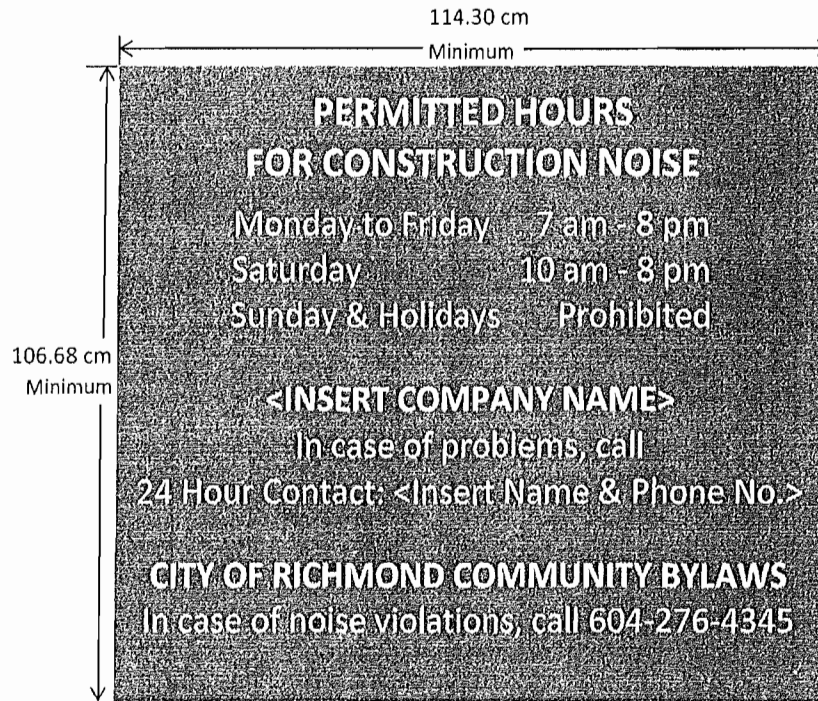 114.30 cm
Minimum
PERMITTED HOURS
FOR CONSTRUCTION NOISE
Monday to Friday 7 am - 8 pm
Saturday 10 am - 8 pm
Sunday & Holidays Prohibited
106.68 cm
Minimum
<INSERT COMPANY NAME>
In case of problems, call
24 Hour Contact: <Insert Name & Phone No.>
CITY OF RICHMOND COMMUNITY BYLAWS
In case of noise violations, call 604-276-4345